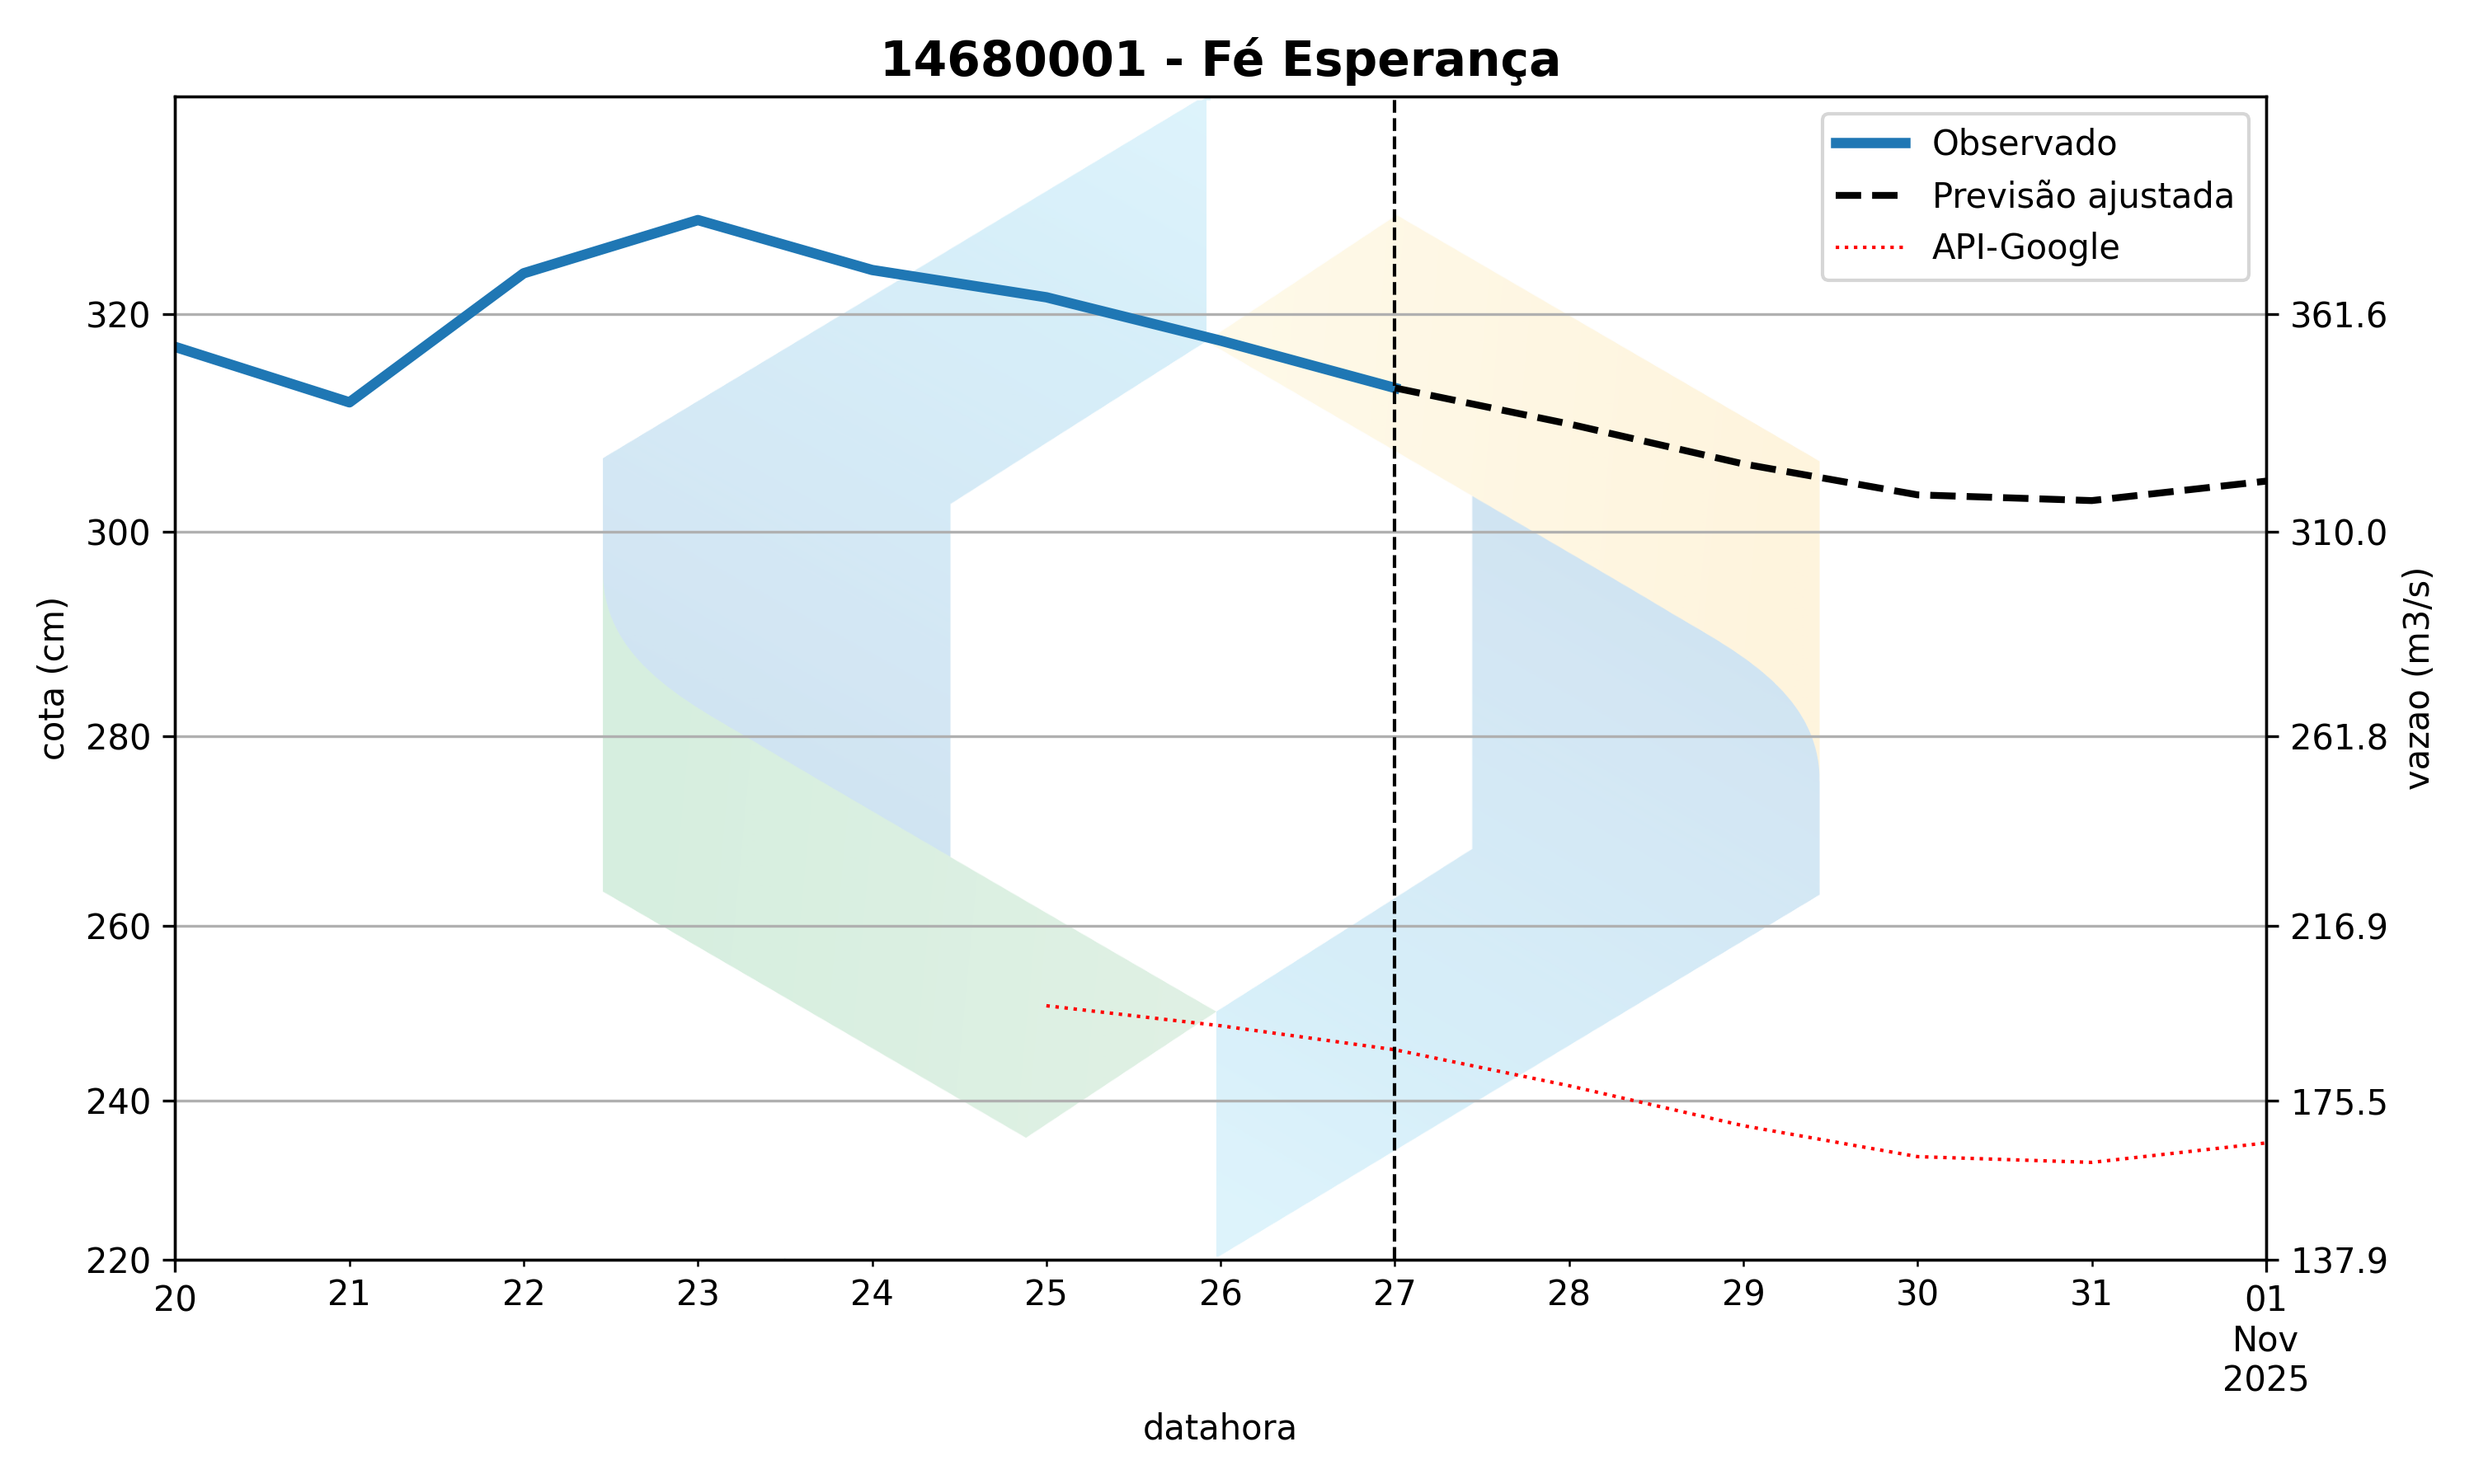 14680001 - Fé Esperança
Observado
Previsão ajustada
API-Google
cota (cm)
320
300
280
260
240
220
361.6
310.0
261.8
216.9
175.5
137.9
vazao (m3/s)
20 21 22 23 24 25 26 27 28 29 30 31 01
Nov
2025
datahora